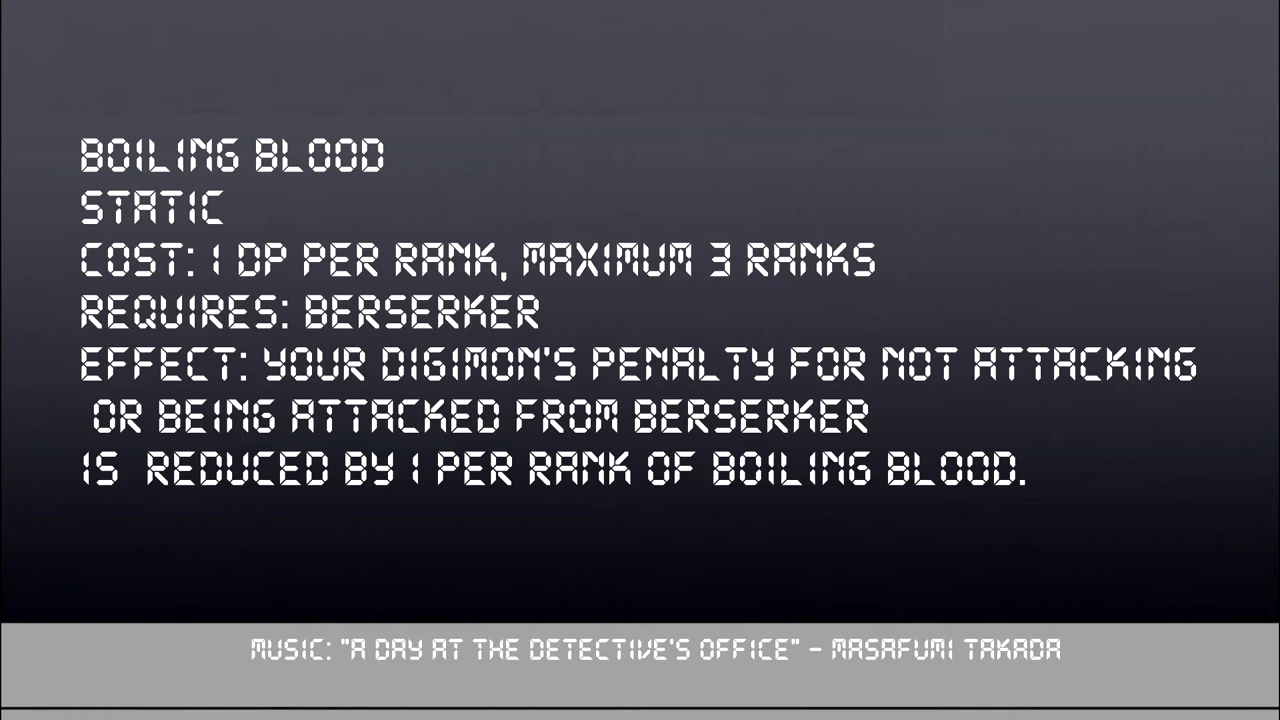 BOILING BLOOD
STATIC
COST: 1 DP PER RANK, MAXIMUM 3 RANKS
REQUIRES: BERSERKER
EFFECT: YOUR DIGIMON'S PENALTY FOR NOT ATTACKING
OR BEING ATTACKED FROM BERSERKER
IS REDUCED BY 1 PER RANK OF BOILING BLOOD.
MUSIC: "A DAY AT THE DETECTIVE'S OFFICE" - MASAFUMI TAKADA